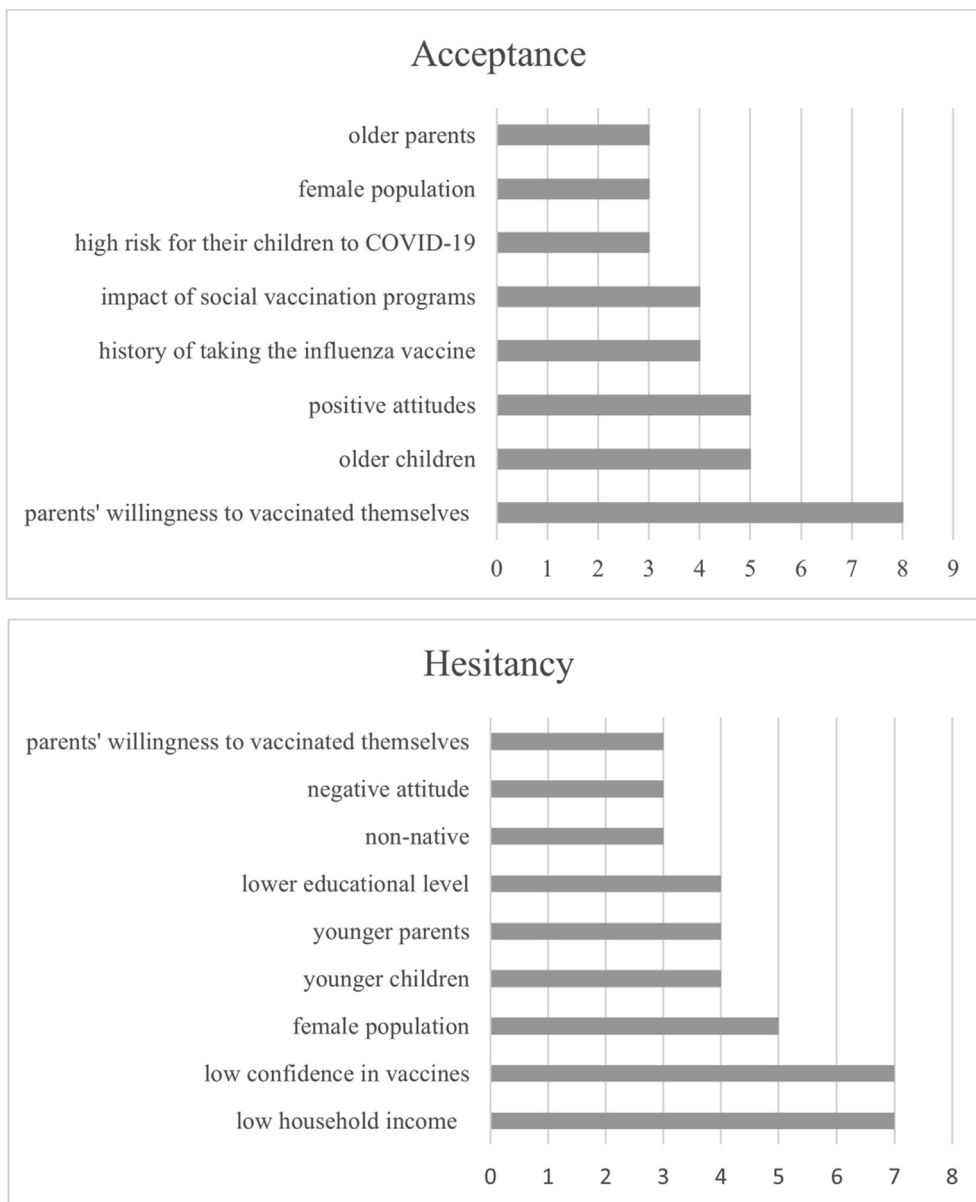 Acceptance
older parents
female population
high risk for their children to COVID-19
impact of social vaccination programs
history of taking the influenza vaccine
positive attitudes
older children
parents' willingness to vaccinated themselves
0 1 2 3 4 5 6 7 8 9
Hesitancy
parents' willingness to vaccinated themselves
negative attitude
non-native
lower educational level
younger parents
younger children
female population
low confidence in vaccines
low household income
0 1 2 3 4 5 6 7 8